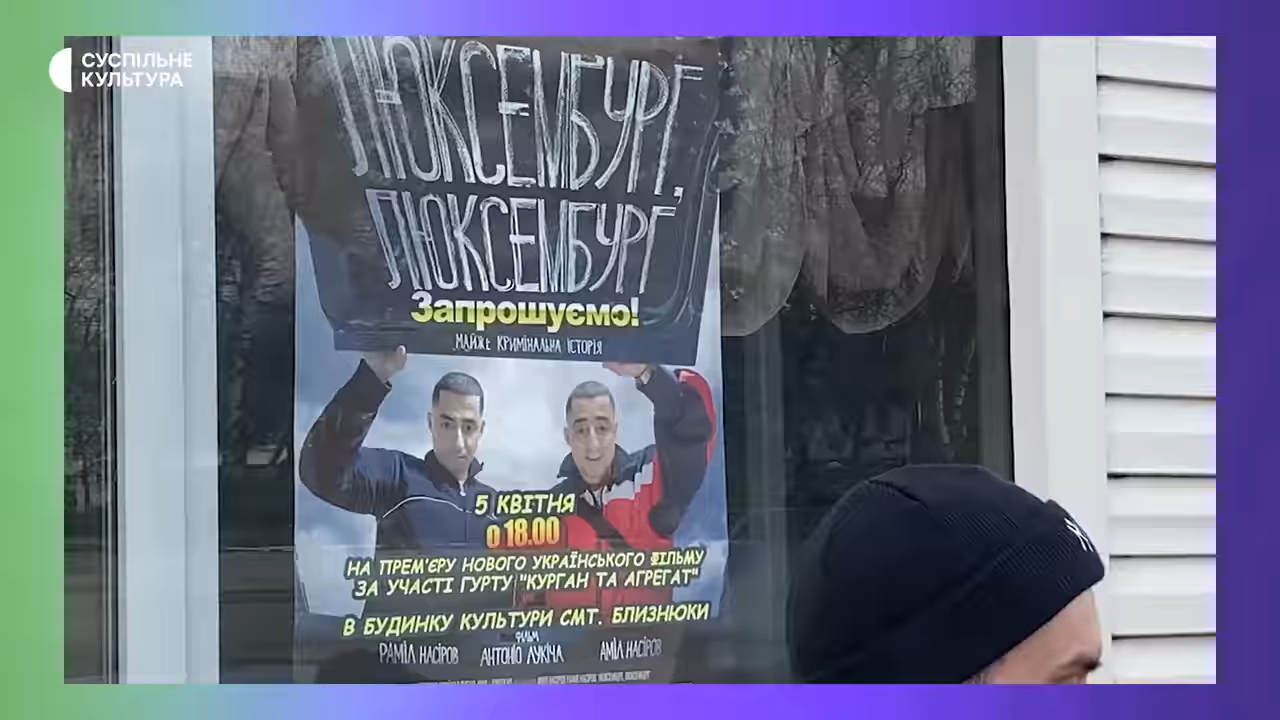 СУСПІЛЬНЕ
КУЛЬТУРА
ЛЮКСЕМБУРГ,
ЛЮКСЕМБУРГ
Запрошуємо!
МАЙЖЕ КРИМІНАЛЬНА ІСТОРІЯ
5 КВІТНЯ
о 18.00
НА ПРЕМ'ЄРУ НОВОГО УКРАЇНСЬКОГО ФІЛЬМУ
ЗА УЧАСТІ ГУРТУ "КУРГАН ТА АГРЕГАТ"
В БУДИНКУ КУЛЬТУРИ СМТ. БЛИЗНЮКИ
ФІЛЬМ
РАМІЛ НАСІРОВ АНТОНІО ЛУКІЧА АМІЛ НАСІРОВ